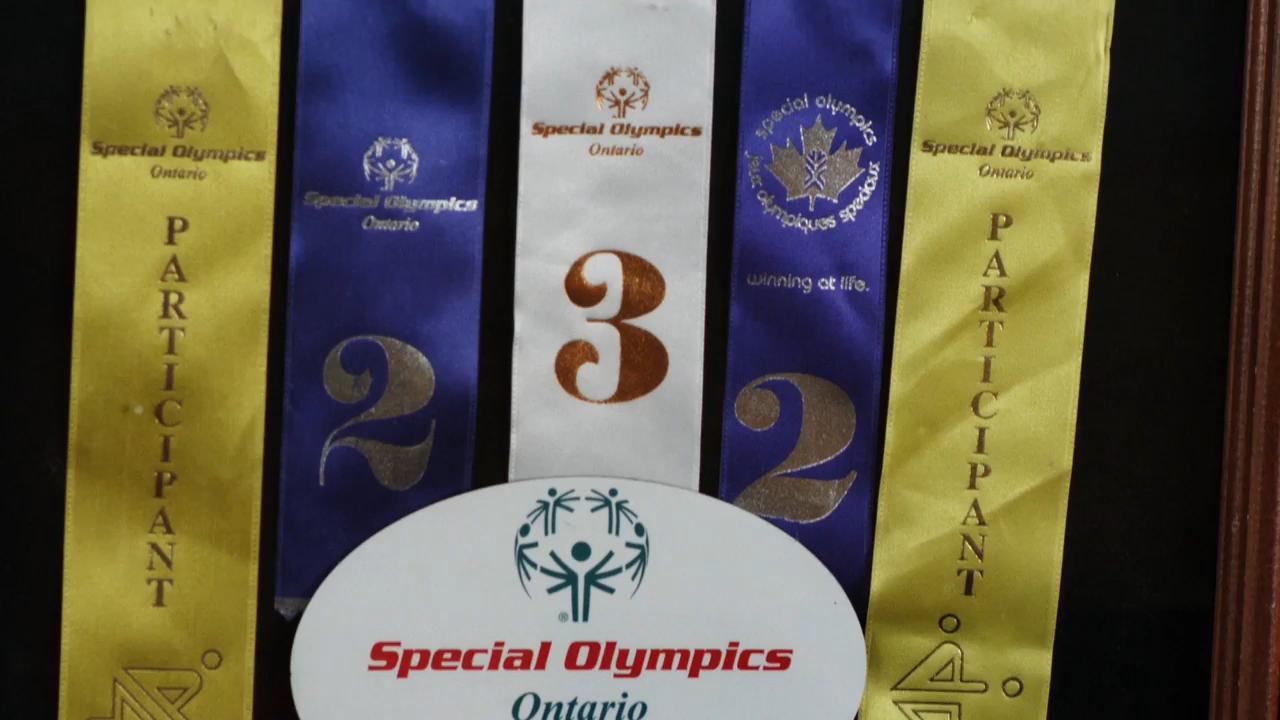 Special Olympics
Ontario
PARTICIPANT
Special Olympics
Ontario
2
Special Olympics
Ontario
3
special olympics
jeux olympiques spéciaux
winning at life.
2
Special Olympics
Ontario
PARTICIPANT
®
Special Olympics
Ontario